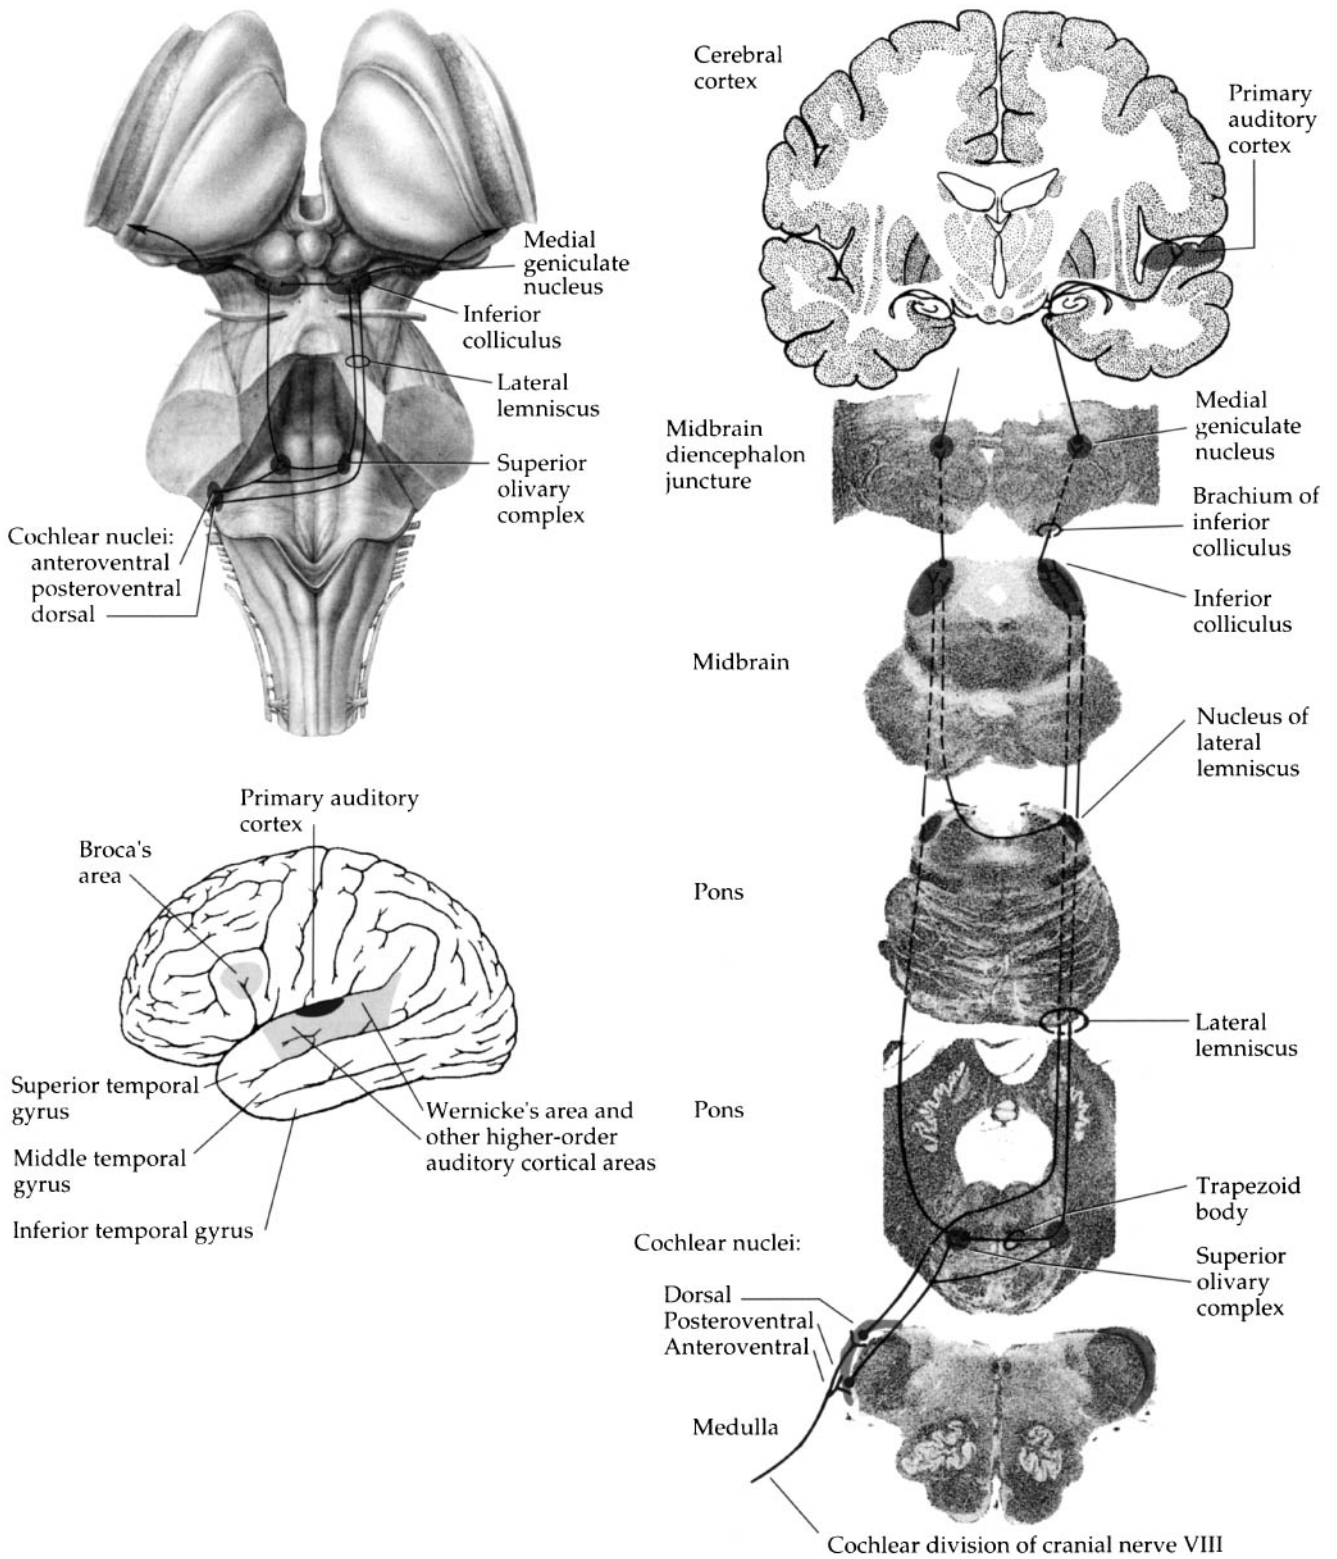 Medial
geniculate
nucleus
Inferior
colliculus
Lateral
lemniscus
Superior
olivary
complex
Cochlear nuclei:
anteroventral
posteroventral
dorsal
Primary auditory
cortex
Broca's
area
Superior temporal
gyrus
Middle temporal
gyrus
Inferior temporal gyrus
Wernicke's area and
other higher-order
auditory cortical areas
Cerebral
cortex
Primary
auditory
cortex
Midbrain
diencephalon
juncture
Medial
geniculate
nucleus
Brachium of
inferior
colliculus
Inferior
colliculus
Midbrain
Nucleus of
lateral
lemniscus
Pons
Lateral
lemniscus
Pons
Trapezoid
body
Superior
olivary
complex
Cochlear nuclei:
Dorsal
Posteroventral
Anteroventral
Medulla
Cochlear division of cranial nerve VIII